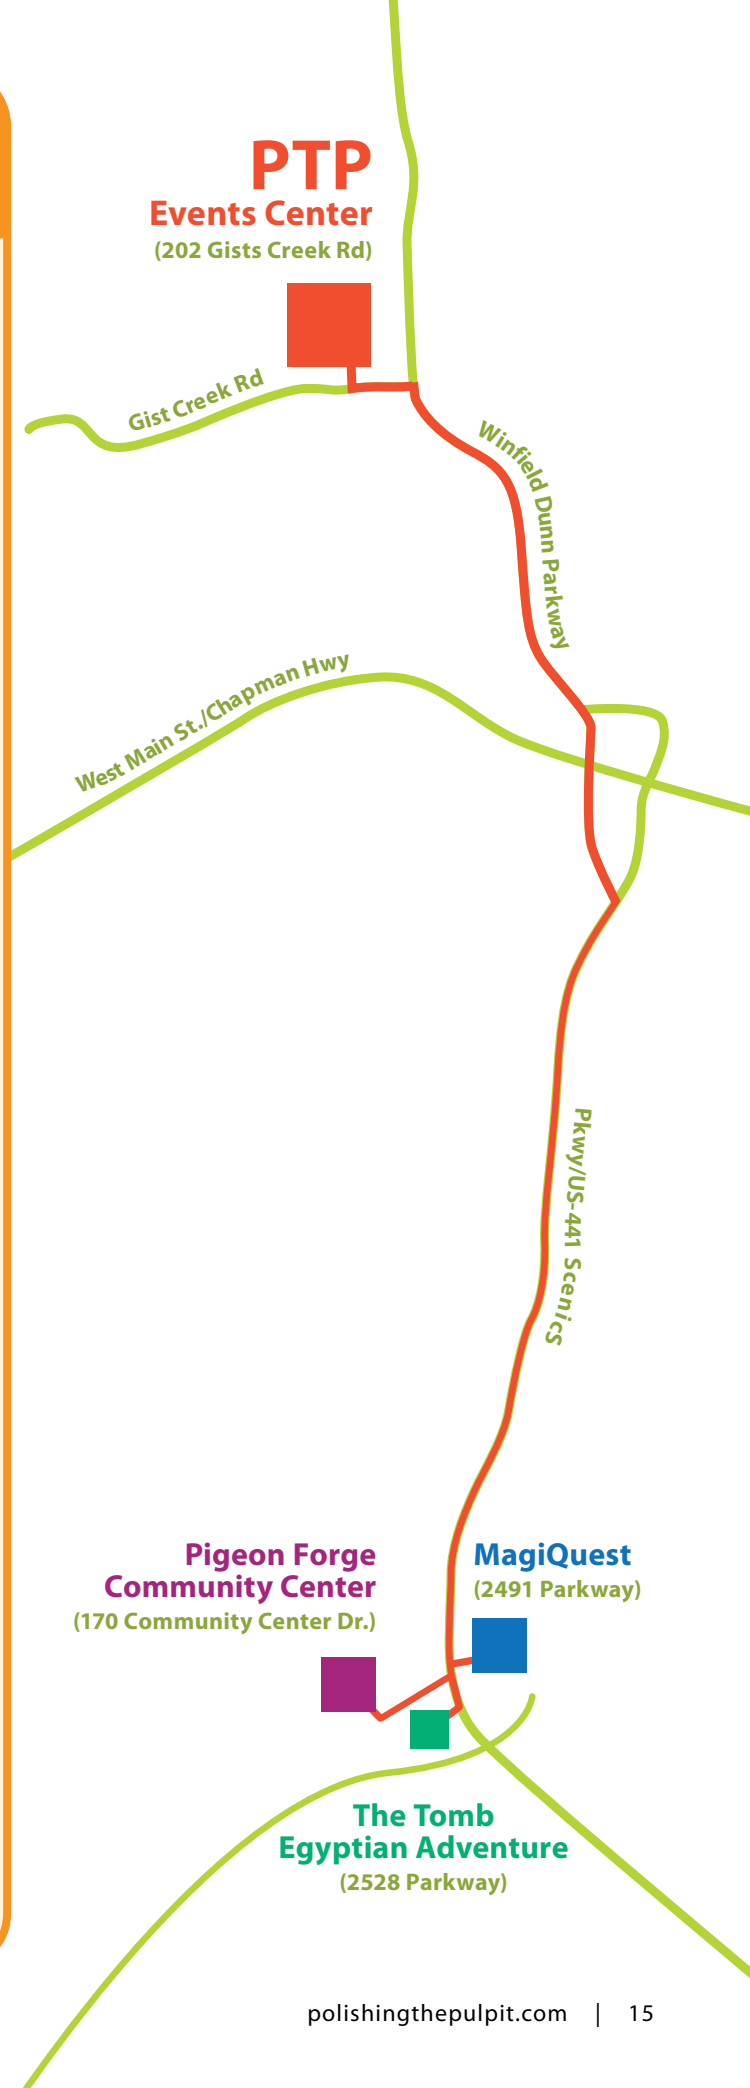 PTP
Events Center
(202 Gists Creek Rd)
Gist Creek Rd
Winfield Dunn Parkway
West Main St./Chapman Hwy
Pkwy/US-441 ScenicS
Pigeon Forge
Community Center
(170 Community Center Dr.)
MagiQuest
(2491 Parkway)
The Tomb
Egyptian Adventure
(2528 Parkway)
polishingthepulpit.com | 15